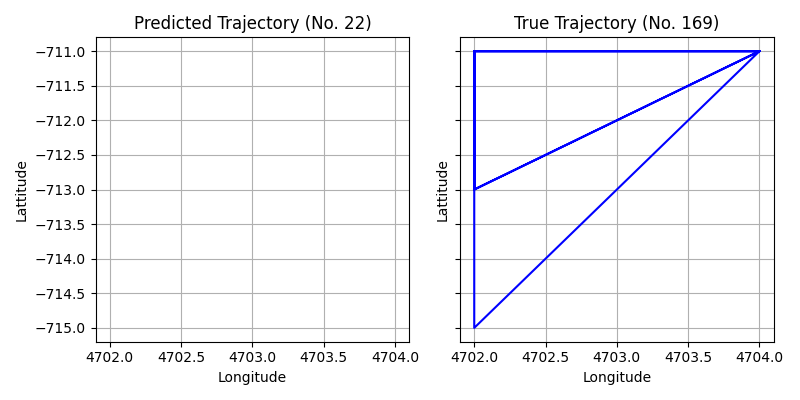 Predicted Trajectory (No. 22)
−711.0
−711.5
−712.0
−712.5
−713.0
−713.5
−714.0
−714.5
−715.0
Lattitude
4702.0 4702.5 4703.0 4703.5 4704.0
Longitude
True Trajectory (No. 169)
Lattitude
4702.0 4702.5 4703.0 4703.5 4704.0
Longitude